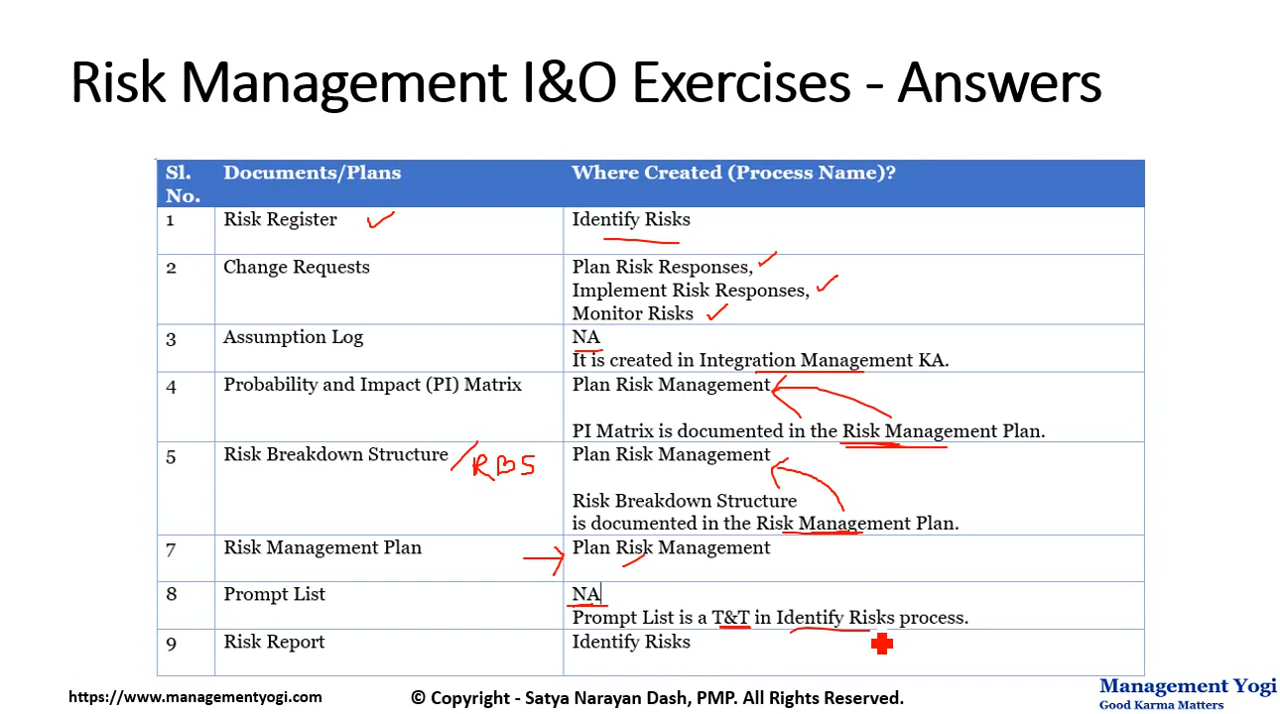 Risk Management I&O Exercises - Answers
Sl. No. Documents/Plans Where Created (Process Name)?
1 Risk Register Identify Risks
2 Change Requests Plan Risk Responses,
Implement Risk Responses,
Monitor Risks
3 Assumption Log NA
It is created in Integration Management KA.
4 Probability and Impact (PI) Matrix Plan Risk Management
PI Matrix is documented in the Risk Management Plan.
5 Risk Breakdown Structure /RBS Plan Risk Management
Risk Breakdown Structure
is documented in the Risk Management Plan.
7 Risk Management Plan Plan Risk Management
8 Prompt List NA
Prompt List is a T&T in Identify Risks process.
9 Risk Report Identify Risks
https://www.managementyogi.com © Copyright - Satya Narayan Dash, PMP. All Rights Reserved. Management Yogi
Good Karma Matters